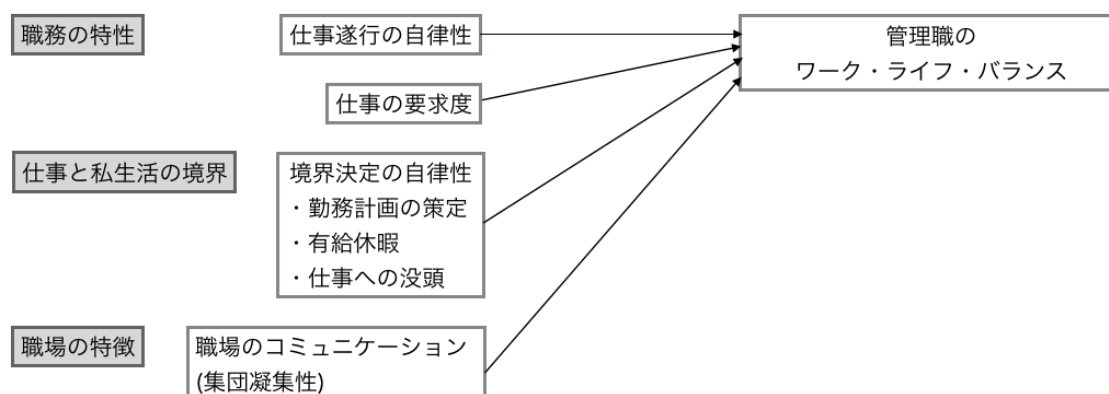 職務の特性
仕事遂行の自律性
管理職の
ワーク・ライフ・バランス
仕事の要求度
仕事と私生活の境界
境界決定の自律性
・勤務計画の策定
・有給休暇
・仕事への没頭
職場の特徴
職場のコミュニケーション
(集団凝集性)